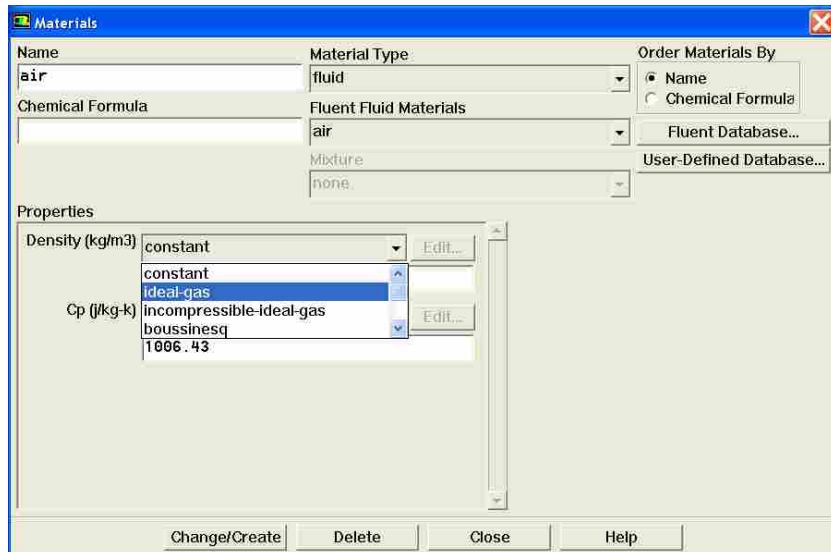 Materials
Name
air
Chemical Formula
Material Type
fluid
Fluent Fluid Materials
air
Mixture
none
Order Materials By
Name
Chemical Formula
Fluent Database...
User-Defined Database...
Properties
Density (kg/m3)
constant
Edit...
constant
ideal-gas
incompressible-ideal-gas
boussinesq
Cp (j/kg-k)
Edit...
1006.43
Change/Create
Delete
Close
Help